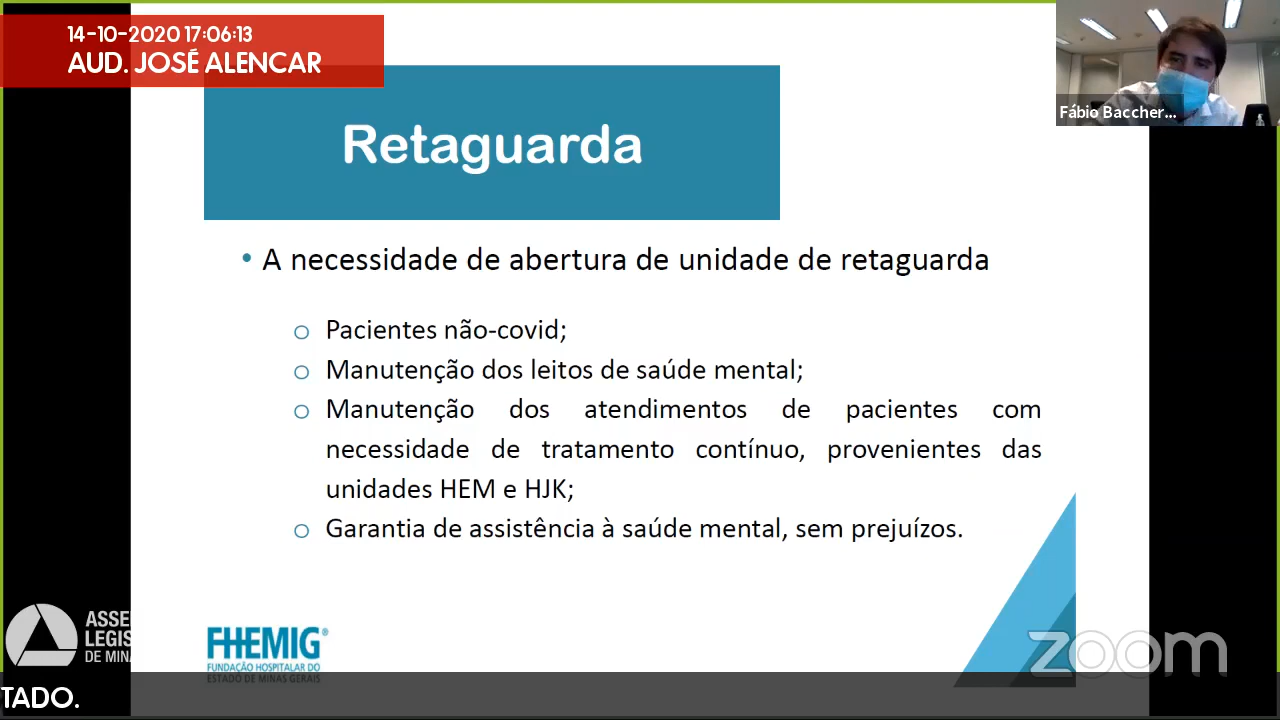 14-10-2020 17:06:13
AUD. JOSÉ ALENCAR
Fábio Baccher...
Retaguarda
• A necessidade de abertura de unidade de retaguarda
o Pacientes não-covid;
o Manutenção dos leitos de saúde mental;
o Manutenção dos atendimentos de pacientes com
necessidade de tratamento contínuo, provenientes das
unidades HEM e HJK;
o Garantia de assistência à saúde mental, sem prejuízos.
ASSE
LEGIS
DE MINA
FHEMIG®
FUNDAÇÃO HOSPITALAR DO
ESTADO DE MINAS GERAIS
zoom
TADO.